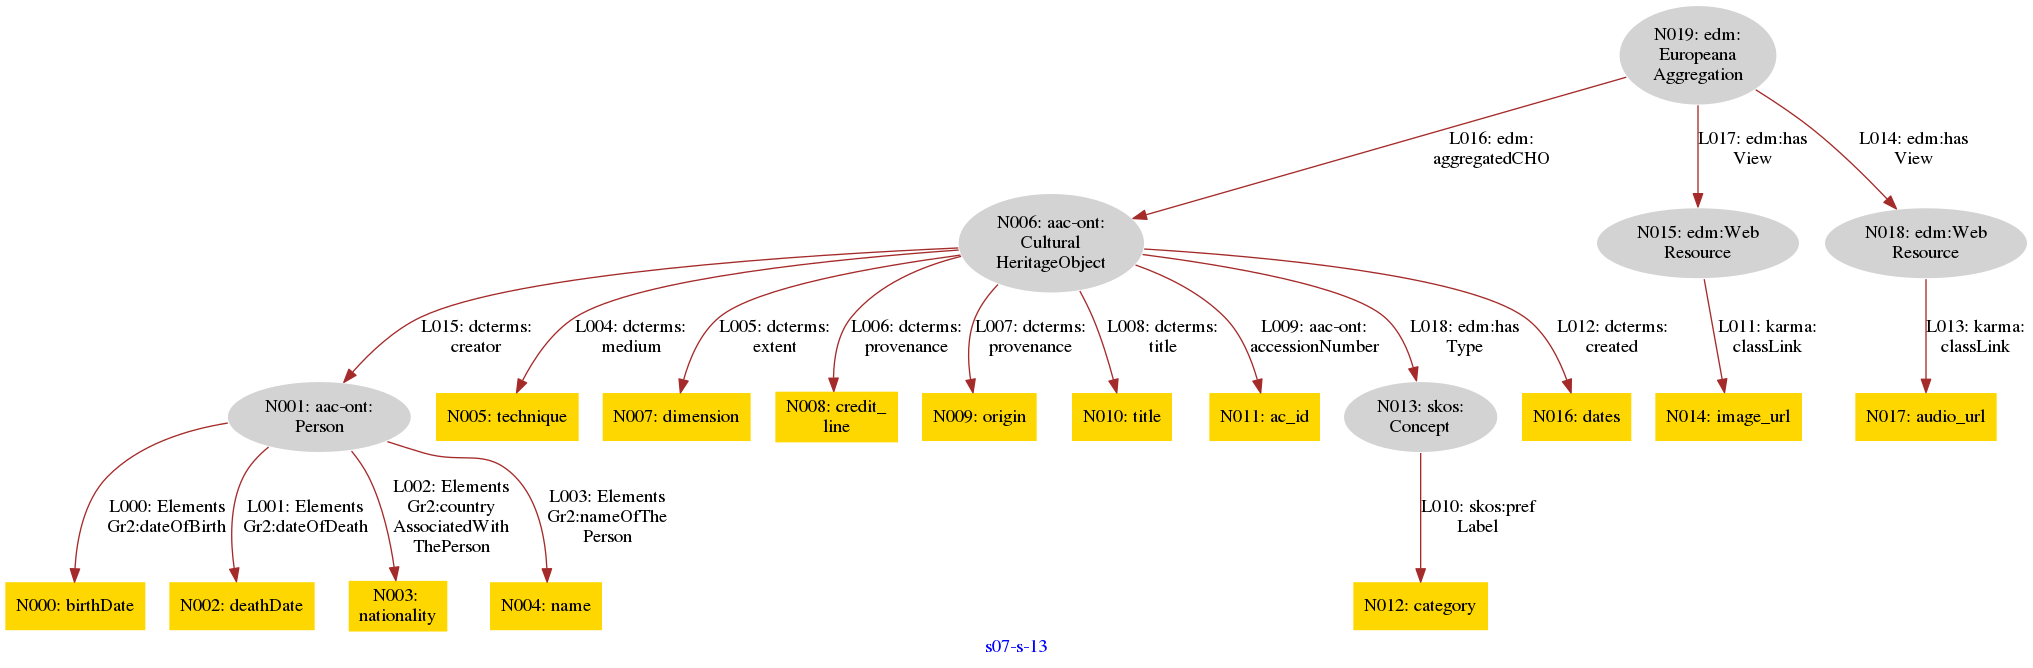 N019: edm:
Europeana
Aggregation
L016: edm:
aggregatedCHO
L017: edm:has
View
L014: edm:has
View
N006: aac-ont:
Cultural
HeritageObject
N015: edm:Web
Resource
N018: edm:Web
Resource
L015: dcterms:
creator
L004: dcterms:
medium
L005: dcterms:
extent
L006: dcterms:
provenance
L007: dcterms:
provenance
L008: dcterms:
title
L009: aac-ont:
accessionNumber
L018: edm:has
Type
L012: dcterms:
created
L011: karma:
classLink
L013: karma:
classLink
N001: aac-ont:
Person
N005: technique
N007: dimension
N008: credit_
line
N009: origin
N010: title
N011: ac_id
N013: skos:
Concept
N016: dates
N014: image_url
N017: audio_url
L000: Elements
Gr2:dateOfBirth
L001: Elements
Gr2:dateOfDeath
L002: Elements
Gr2:country
AssociatedWith
ThePerson
L003: Elements
Gr2:nameOfThe
Person
L010: skos:pref
Label
N000: birthDate
N002: deathDate
N003:
nationality
N004: name
N012: category
s07-s-13